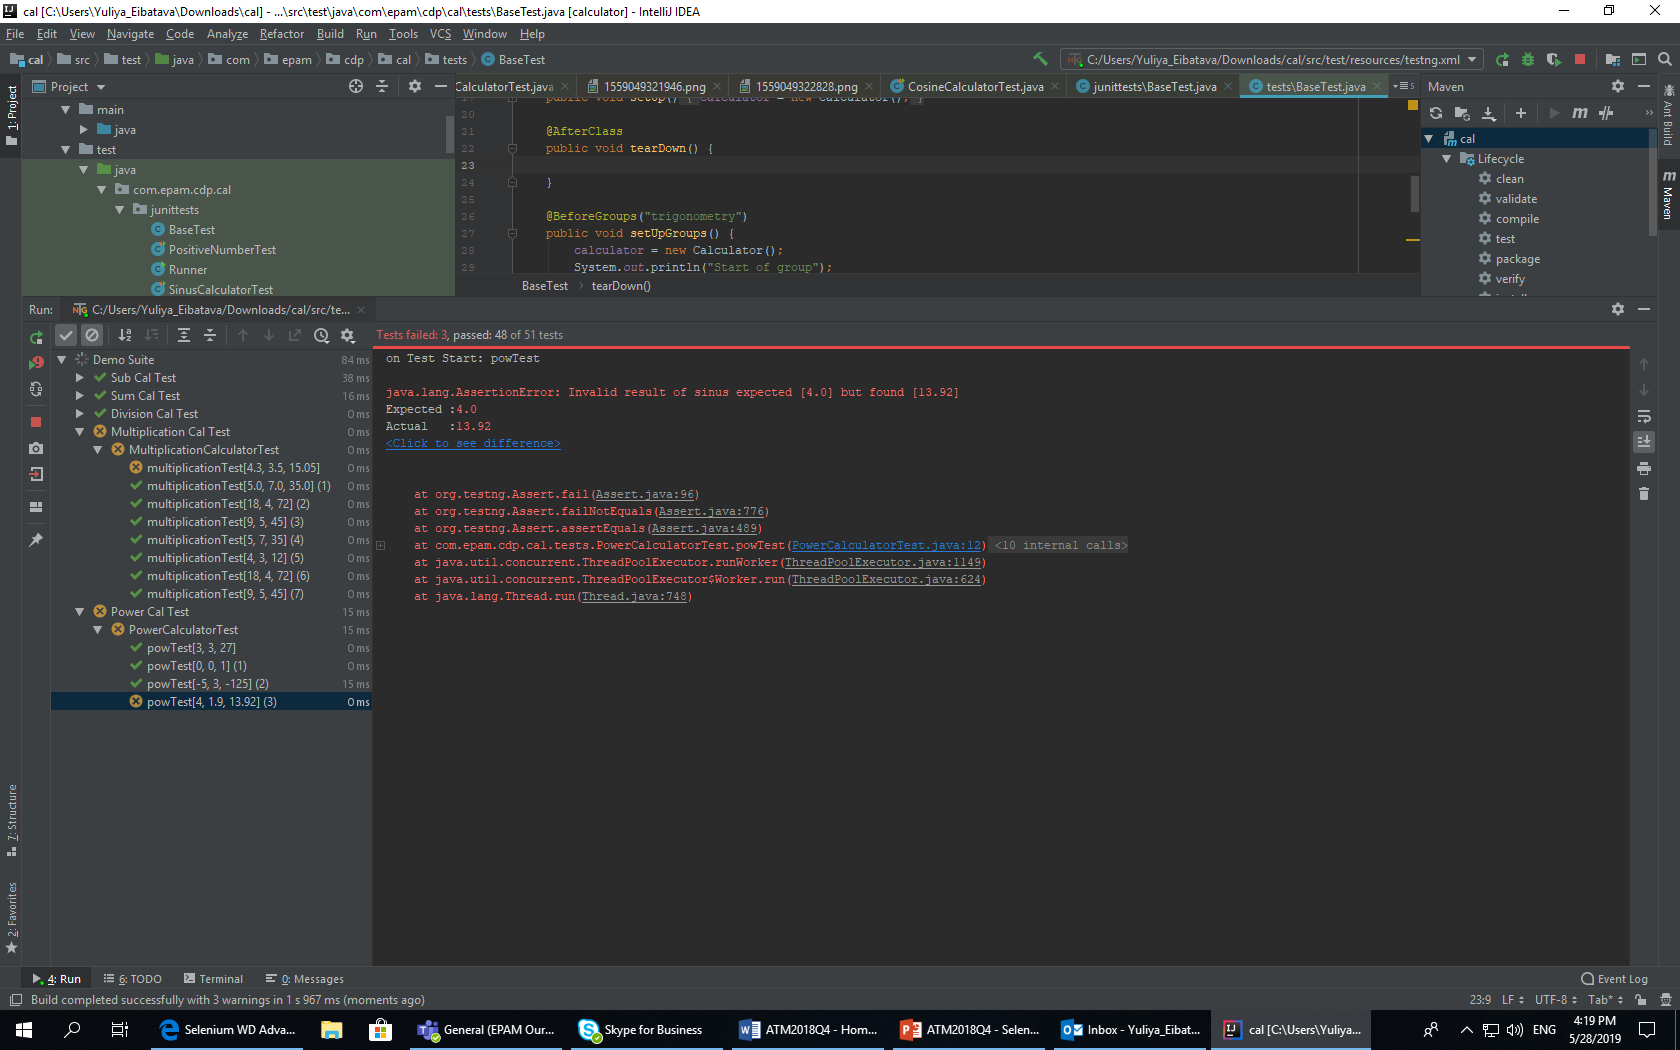 cal [C:\Users\Yuliya_Eibatava\Downloads\cal] - ...\src\test\java\com\epam\cdp\cal\tests\BaseTest.java [calculator] - IntelliJ IDEA
File Edit View Navigate Code Analyze Refactor Build Run Tools VCS Window Help
cal src test java com epam cdp cal tests BaseTest
C:/Users/Yuliya_Eibatava/Downloads/cal/src/test/resources/testng.xml
1: Project
Project
main
java
test
java
com.epam.cdp.cal
junittests
BaseTest
PositiveNumberTest
Runner
SinusCalculatorTest
CalculatorTest.java 1559049321946.png 1559049322828.png CosineCalculatorTest.java junittests\BaseTest.java tests\BaseTest.java
public void setUp() { calculator = new Calculator(); }
20
21 @AfterClass
22 public void tearDown() {
23
24 }
25
26 @BeforeGroups("trigonometry")
27 public void setUpGroups() {
28 calculator = new Calculator();
29 System.out.println("Start of group");
BaseTest tearDown()
Maven
cal
Lifecycle
clean
validate
compile
test
package
verify
Ant Build
Maven
Run: C:/Users/Yuliya_Eibatava/Downloads/cal/src/te...
Tests failed: 3, passed: 48 of 51 tests
Demo Suite 84 ms
Sub Cal Test 38 ms
Sum Cal Test 16 ms
Division Cal Test 0 ms
Multiplication Cal Test 0 ms
MultiplicationCalculatorTest 0 ms
multiplicationTest[4.3, 3.5, 15.05] 0 ms
multiplicationTest[5.0, 7.0, 35.0] (1) 0 ms
multiplicationTest[18, 4, 72] (2) 0 ms
multiplicationTest[9, 5, 45] (3) 0 ms
multiplicationTest[5, 7, 35] (4) 0 ms
multiplicationTest[4, 3, 12] (5) 0 ms
multiplicationTest[18, 4, 72] (6) 0 ms
multiplicationTest[9, 5, 45] (7) 0 ms
Power Cal Test 15 ms
PowerCalculatorTest 15 ms
powTest[3, 3, 27] 0 ms
powTest[0, 0, 1] (1) 0 ms
powTest[-5, 3, -125] (2) 15 ms
powTest[4, 1.9, 13.92] (3) 0 ms
on Test Start: powTest
java.lang.AssertionError: Invalid result of sinus expected [4.0] but found [13.92]
Expected :4.0
Actual :13.92
<Click to see difference>
at org.testng.Assert.fail(Assert.java:96)
at org.testng.Assert.failNotEquals(Assert.java:776)
at org.testng.Assert.assertEquals(Assert.java:489)
at com.epam.cdp.cal.tests.PowerCalculatorTest.powTest(PowerCalculatorTest.java:12) <10 internal calls>
at java.util.concurrent.ThreadPoolExecutor.runWorker(ThreadPoolExecutor.java:1149)
at java.util.concurrent.ThreadPoolExecutor$Worker.run(ThreadPoolExecutor.java:624)
at java.lang.Thread.run(Thread.java:748)
7: Structure
2: Favorites
4: Run 6: TODO Terminal 0: Messages Event Log
Build completed successfully with 3 warnings in 1 s 967 ms (moments ago) 23:9 LF UTF-8 Tab*
Selenium WD Adva... General (EPAM Our... Skype for Business ATM2018Q4 - Hom... ATM2018Q4 - Selen... Inbox - Yuliya_Eibat... cal [C:\Users\Yuliya... ENG
4:19 PM
5/28/2019